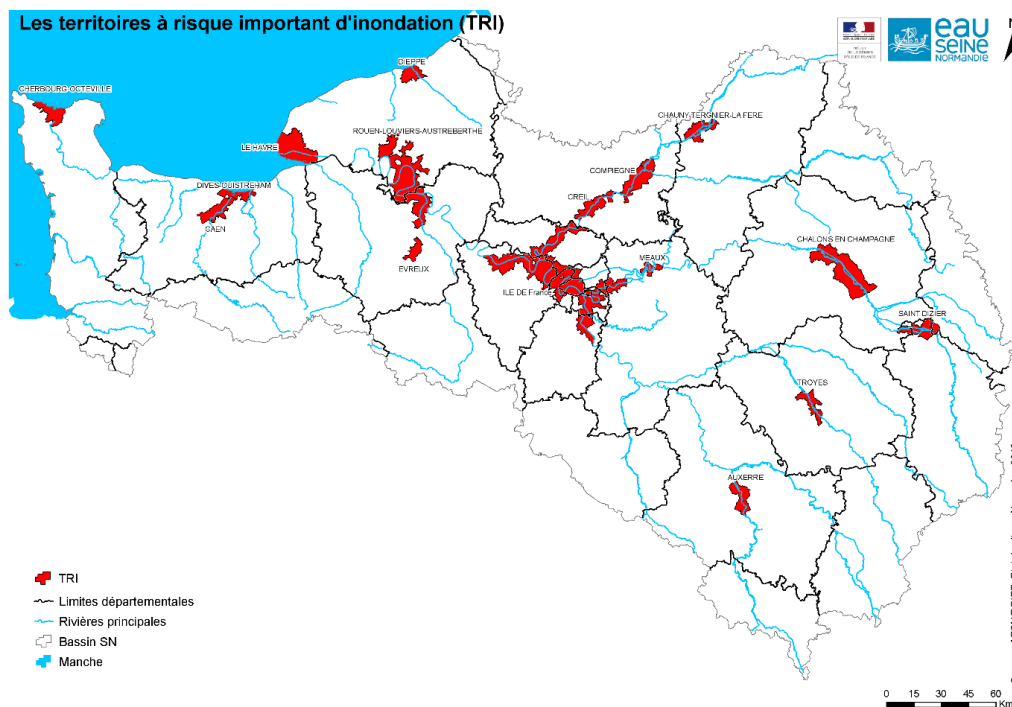 Les territoires à risque important d'inondation (TRI)
eau
SEINE
NORMANDIE
DIEPPE
CHERBOURG-OCTEVILLE
CHAUNY-TERGNIER-LA FERE
ROUEN-LOUVIERS-AUSTREBERTHE
LE HAVRE
COMPIEGNE
DIVES-OUISTREHAM
CREIL
CAEN
CHALONS EN CHAMPAGNE
EVREUX
MEAUX
ILE DE France
SAINT DIZIER
TROYES
AUXERRE
TRI
Limites départementales
Rivières principales
Bassin SN
Manche
0 15 30 45 60
Km